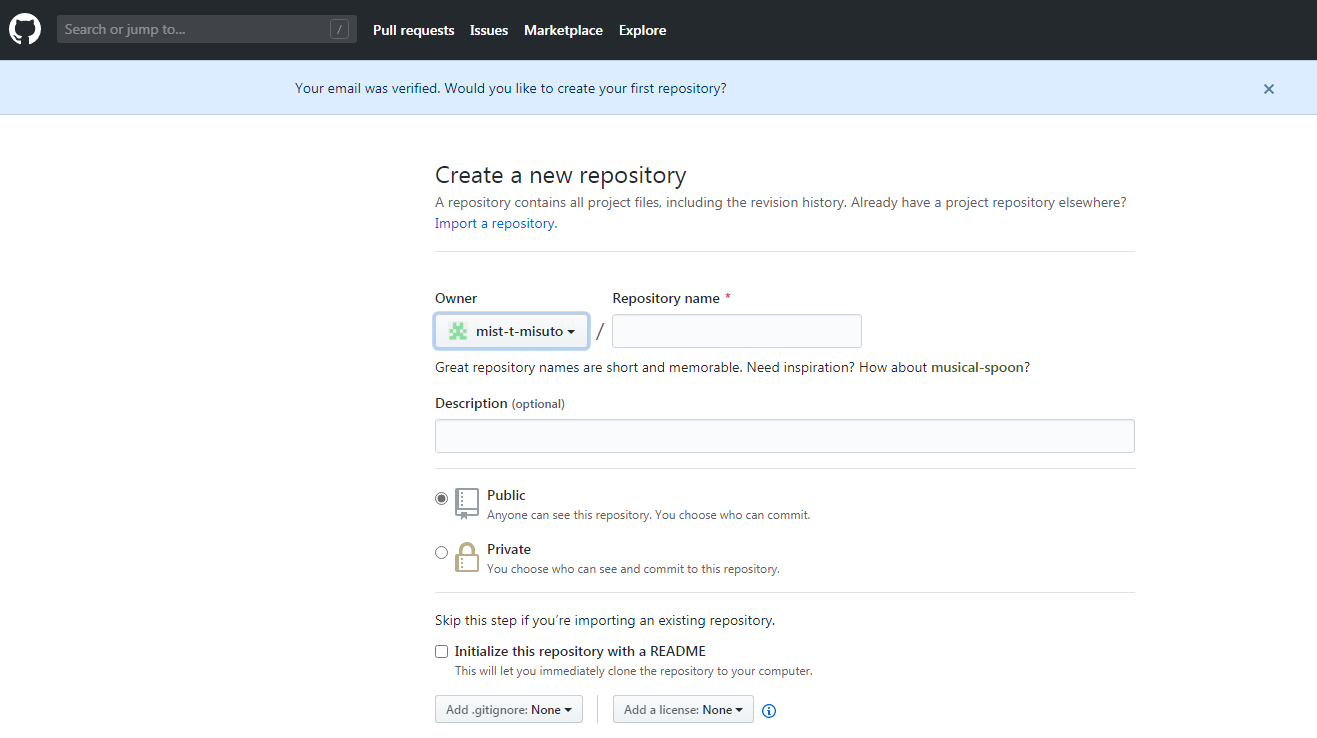 Search or jump to... /
Pull requests Issues Marketplace Explore
Your email was verified. Would you like to create your first repository?
Create a new repository
A repository contains all project files, including the revision history. Already have a project repository elsewhere?
Import a repository.
Owner Repository name *
mist-t-misuto /
Great repository names are short and memorable. Need inspiration? How about musical-spoon?
Description (optional)
Public
Anyone can see this repository. You choose who can commit.
Private
You choose who can see and commit to this repository.
Skip this step if you’re importing an existing repository.
Initialize this repository with a README
This will let you immediately clone the repository to your computer.
Add .gitignore: None Add a license: None